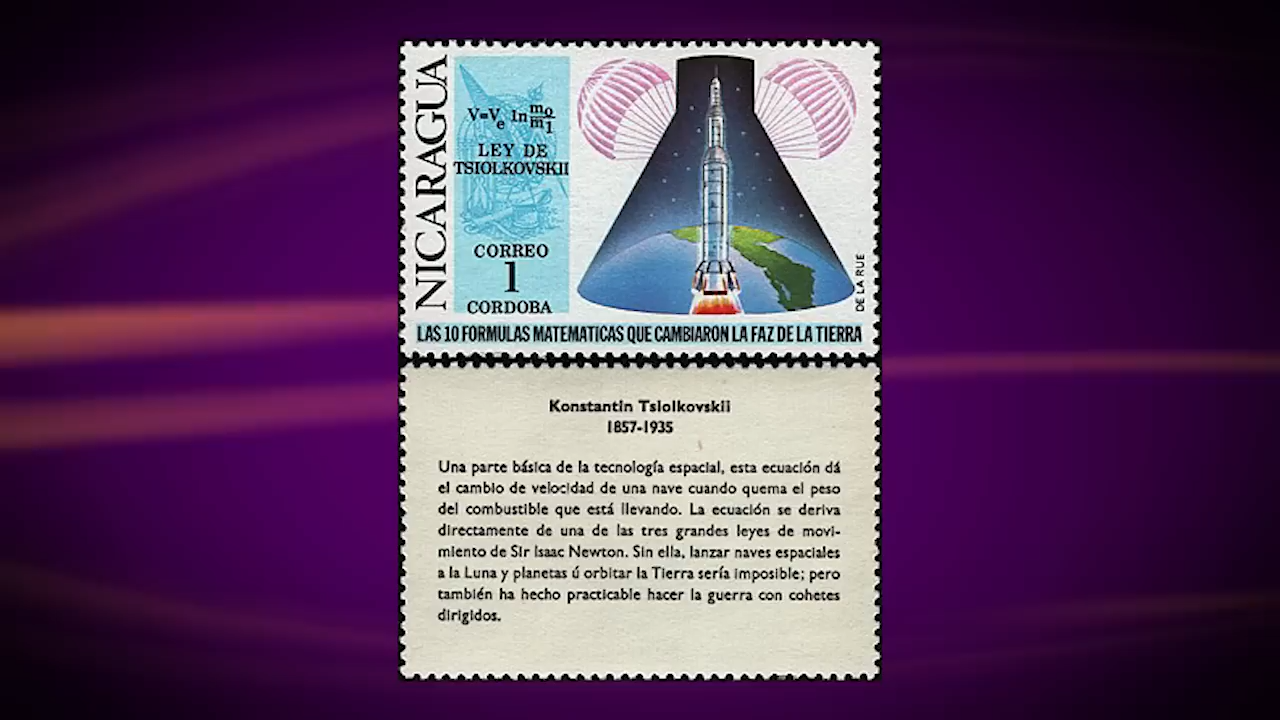 NICARAGUA
V=Ve ln mo/m1
LEY DE
TSIOLKOVSKII
CORREO
1
CORDOBA
DE LA RUE
LAS 10 FORMULAS MATEMATICAS QUE CAMBIARON LA FAZ DE LA TIERRA
Konstantin Tsiolkovskii
1857-1935
Una parte básica de la tecnología espacial, esta ecuación dá
el cambio de velocidad de una nave cuando quema el peso
del combustible que está llevando. La ecuación se deriva
directamente de una de las tres grandes leyes de movi-
miento de Sir Isaac Newton. Sin ella, lanzar naves espaciales
a la Luna y planetas ú orbitar la Tierra sería imposible; pero
también ha hecho practicable hacer la guerra con cohetes
dirigidos.